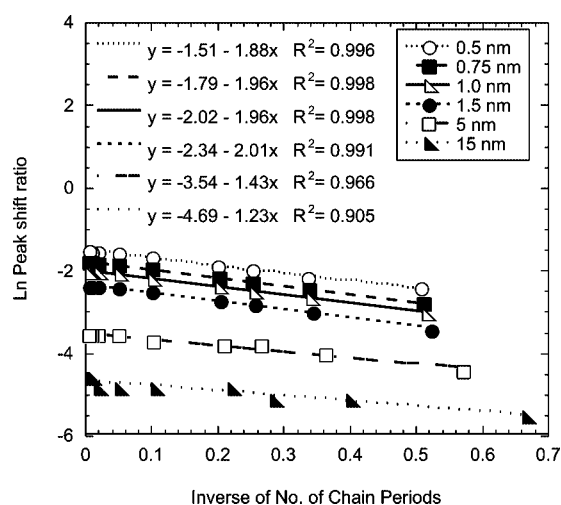 4
2
0
-2
-4
-6
0 0.1 0.2 0.3 0.4 0.5 0.6 0.7
Ln Peak shift ratio
Inverse of No. of Chain Periods
y = -1.51 - 1.88x R²= 0.996
y = -1.79 - 1.96x R²= 0.998
y = -2.02 - 1.96x R²= 0.998
y = -2.34 - 2.01x R²= 0.991
y = -3.54 - 1.43x R²= 0.966
y = -4.69 - 1.23x R²= 0.905
0.5 nm
0.75 nm
1.0 nm
1.5 nm
5 nm
15 nm